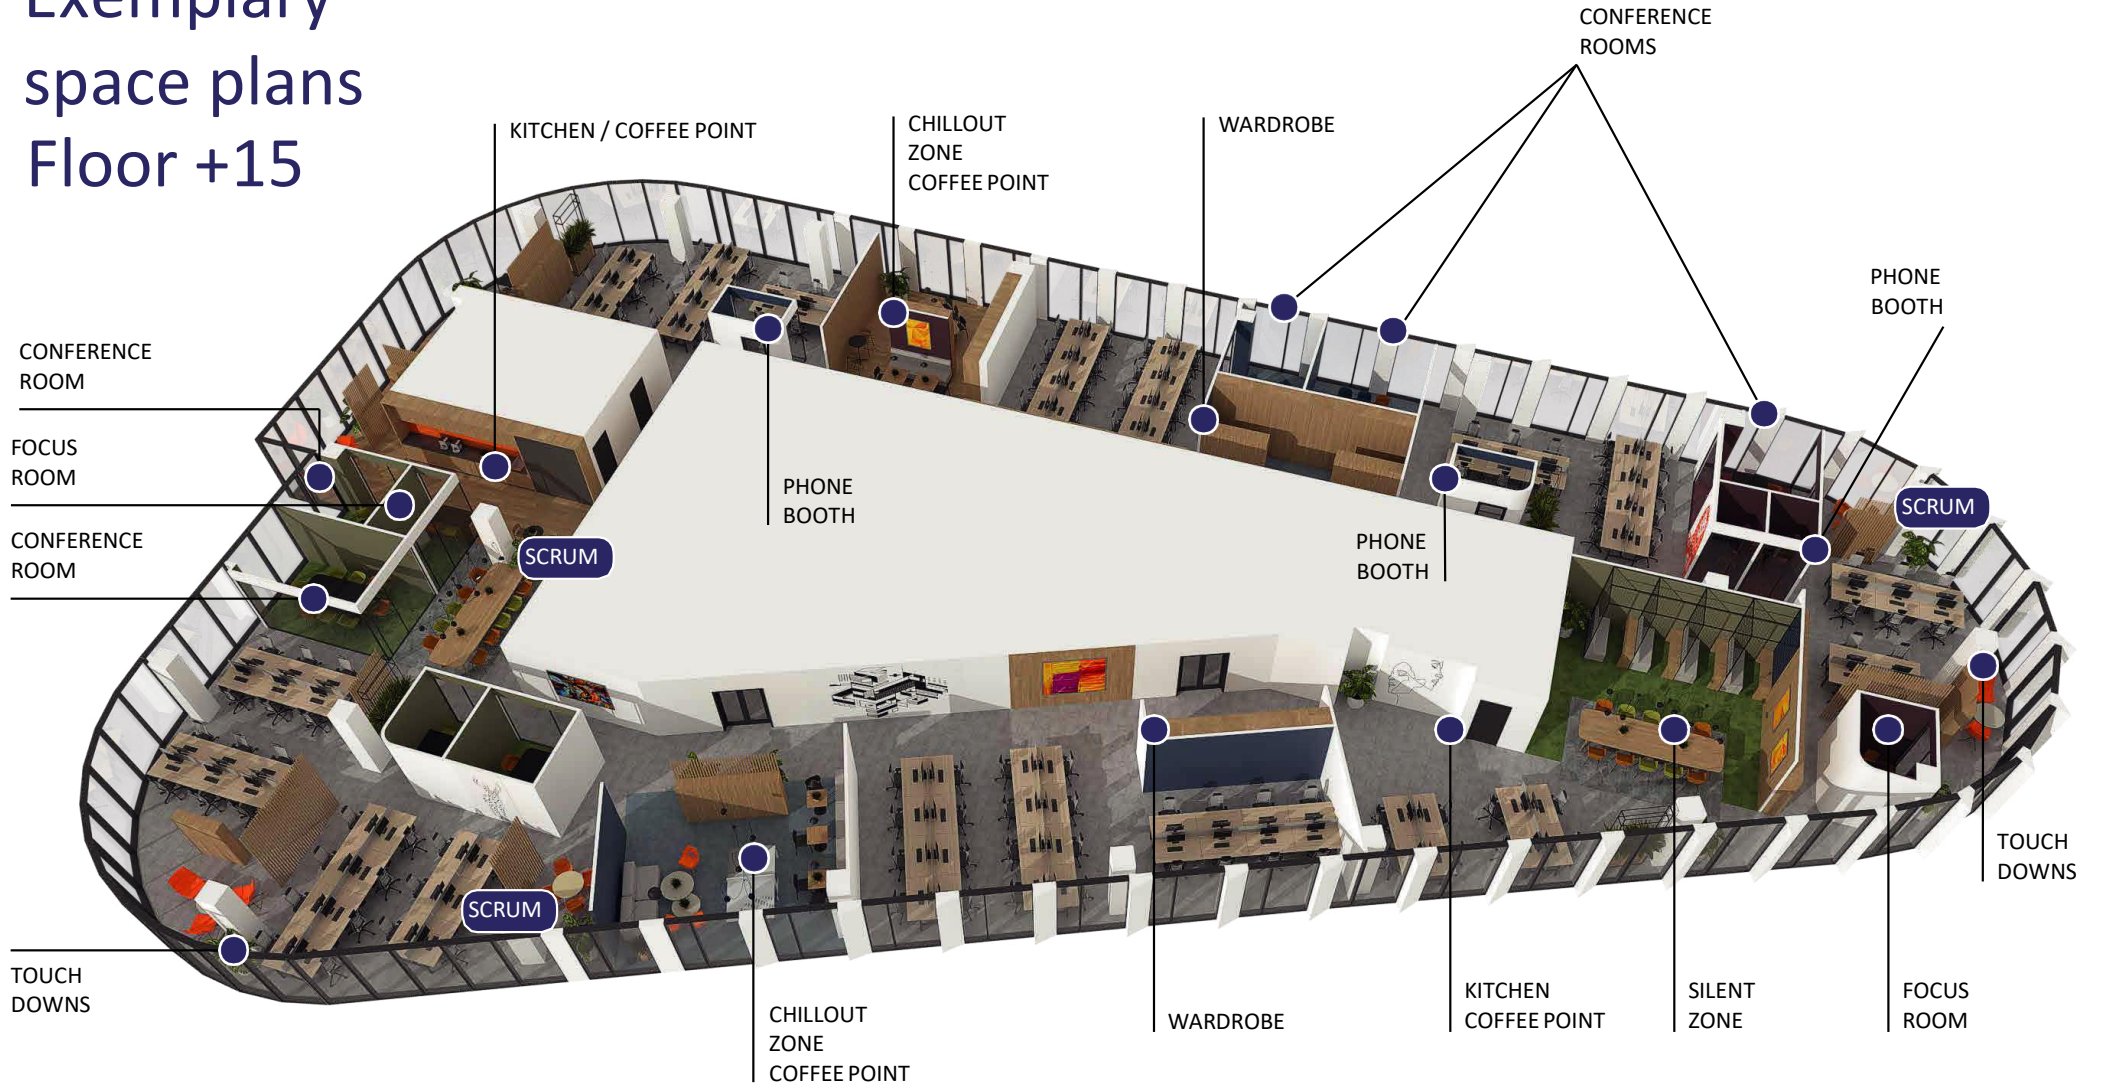 Exemplary
space plans
Floor +15
CONFERENCE
ROOMS
KITCHEN / COFFEE POINT
CHILLOUT
ZONE
COFFEE POINT
WARDROBE
PHONE
BOOTH
CONFERENCE
ROOM
FOCUS
ROOM
CONFERENCE
ROOM
PHONE
BOOTH
PHONE
BOOTH
SCRUM
SCRUM
SCRUM
TOUCH
DOWNS
TOUCH
DOWNS
CHILLOUT
ZONE
COFFEE POINT
WARDROBE
KITCHEN
COFFEE POINT
SILENT
ZONE
FOCUS
ROOM